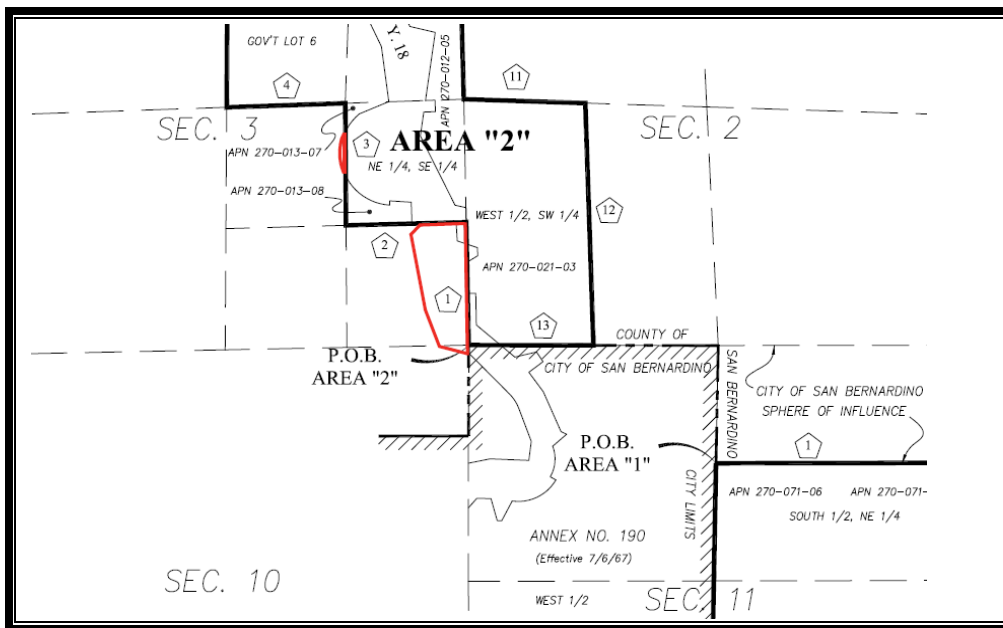 GOV'T LOT 6
Y. 18
APN 270-012-05
11
4
SEC. 3
SEC. 2
3
AREA "2"
APN 270-013-07
NE 1/4, SE 1/4
APN 270-013-08
WEST 1/2, SW 1/4
12
2
APN 270-021-03
1
13
COUNTY OF
P.O.B.
AREA "2"
CITY OF SAN BERNARDINO
SAN BERNARDINO
CITY OF SAN BERNARDINO
SPHERE OF INFLUENCE
P.O.B.
AREA "1"
1
CITY LIMITS
APN 270-071-06
APN 270-071-
SOUTH 1/2, NE 1/4
ANNEX NO. 190
(Effective 7/6/67)
SEC. 10
WEST 1/2
SEC. 11